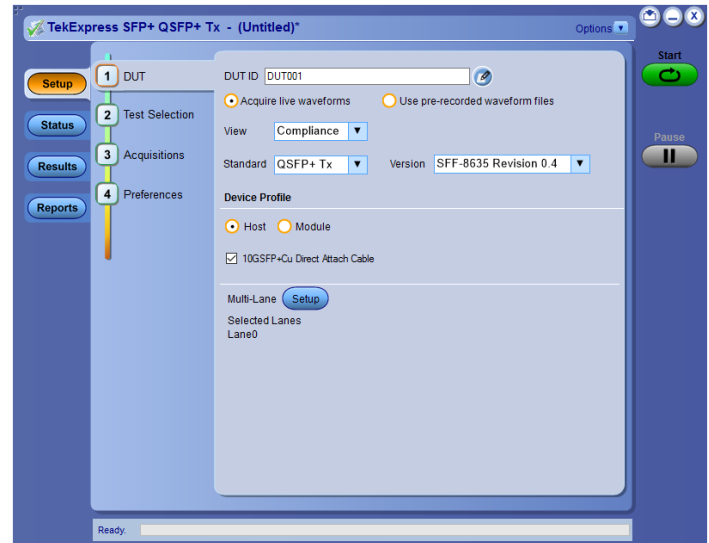 TekExpress SFP+ QSFP+ Tx - (Untitled)*
Options
Start
Setup
Status
Results
Reports
Pause
1 DUT
2 Test Selection
3 Acquisitions
4 Preferences
DUT ID DUT001
Acquire live waveforms Use pre-recorded waveform files
View Compliance
Standard QSFP+ Tx Version SFF-8635 Revision 0.4
Device Profile
Host Module
10GSFP+Cu Direct Attach Cable
Multi-Lane Setup
Selected Lanes
Lane0
Ready.